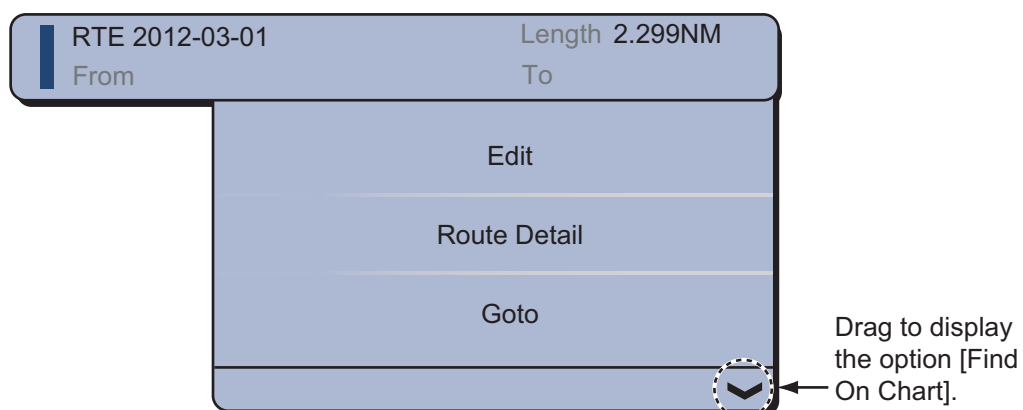 RTE 2012-03-01 Length 2.299NM
From To
Edit
Route Detail
Goto
Drag to display
the option [Find
On Chart].